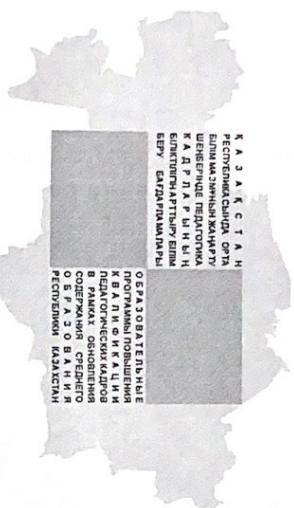 ҚАЗАҚСТАН
РЕСПУБЛИКАСЫНДА ОРТА
БІЛІМ МАЗМҰНЫН ЖАҢАРТУ
ШЕҢБЕРІНДЕ ПЕДАГОГИКА
КАДРЛАРЫНЫҢ
БІЛІКТІЛІГІН АРТТЫРУ БІЛІМ
БЕРУ БАҒДАРЛАМАЛАРЫ
ОБРАЗОВАТЕЛЬНЫЕ
ПРОГРАММЫ ПОВЫШЕНИЯ
КВАЛИФИКАЦИИ
ПЕДАГОГИЧЕСКИХ КАДРОВ
В РАМКАХ ОБНОВЛЕНИЯ
СОДЕРЖАНИЯ СРЕДНЕГО
ОБРАЗОВАНИЯ
РЕСПУБЛИКИ КАЗАХСТАН